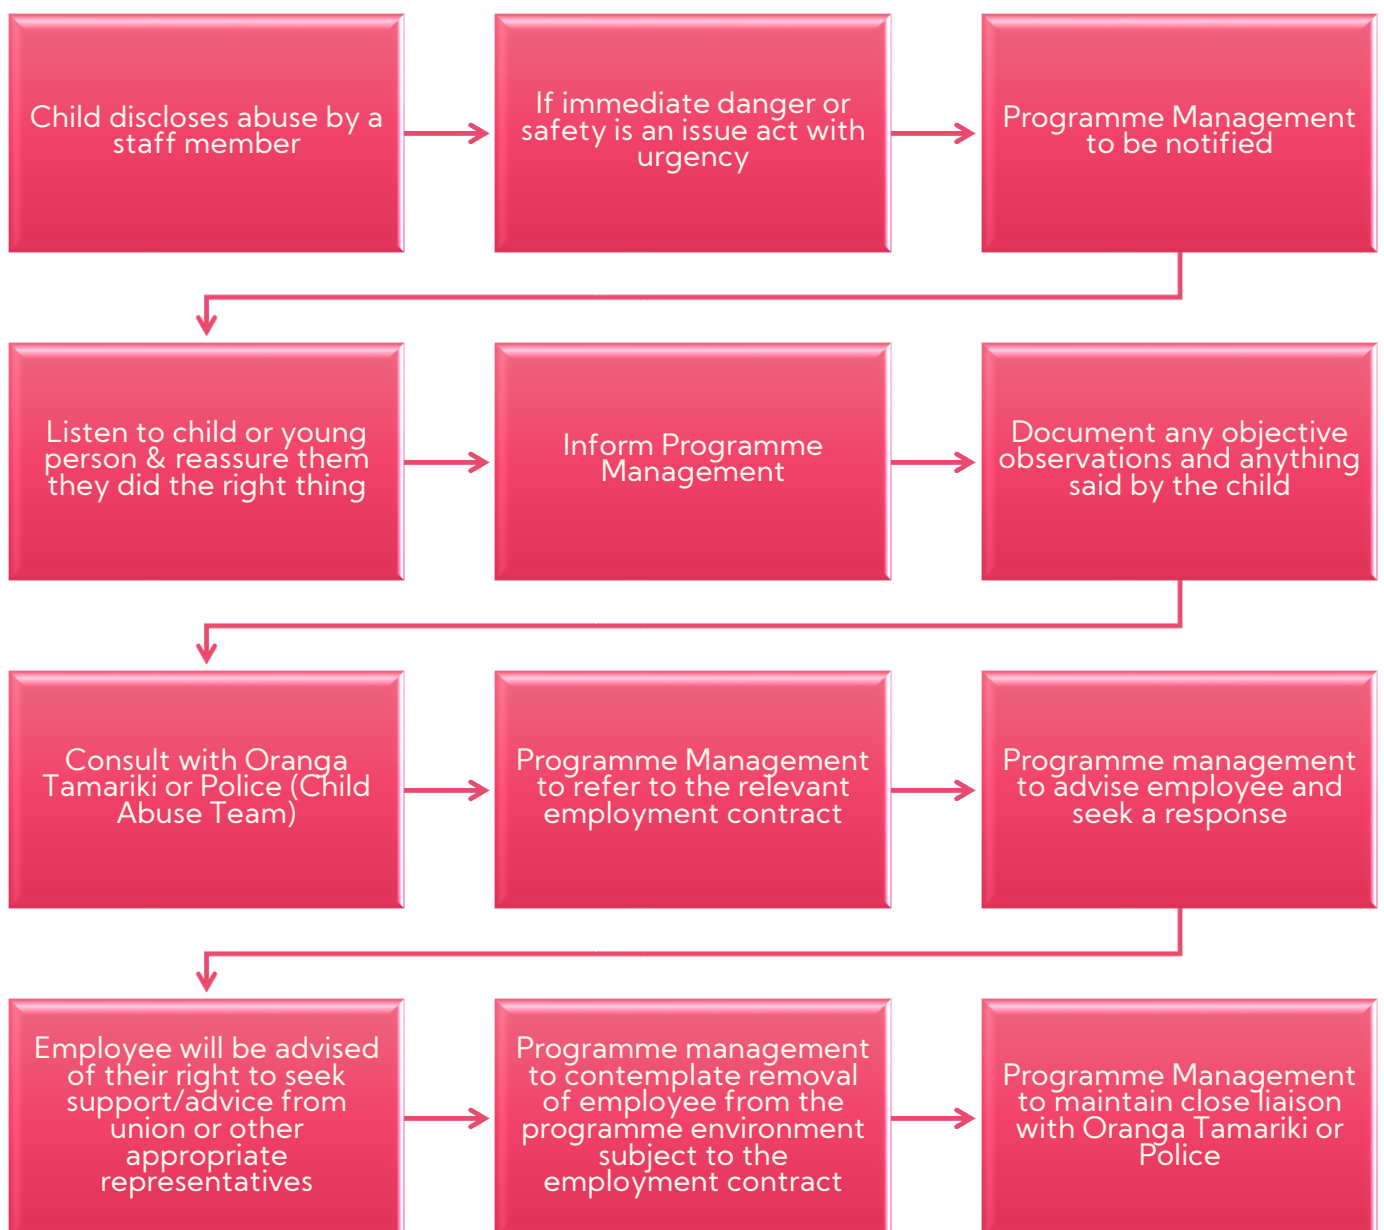 Child discloses abuse by a
staff member
If immediate danger or
safety is an issue act with
urgency
Programme Management
to be notified
Listen to child or young
person & reassure them
they did the right thing
Inform Programme
Management
Document any objective
observations and anything
said by the child
Consult with Oranga
Tamariki or Police (Child
Abuse Team)
Programme Management
to refer to the relevant
employment contract
Programme management
to advise employee and
seek a response
Employee will be advised
of their right to seek
support/advice from
union or other
appropriate
representatives
Programme management
to contemplate removal
of employee from the
programme environment
subject to the
employment contract
Programme Management
to maintain close liaison
with Oranga Tamariki or
Police